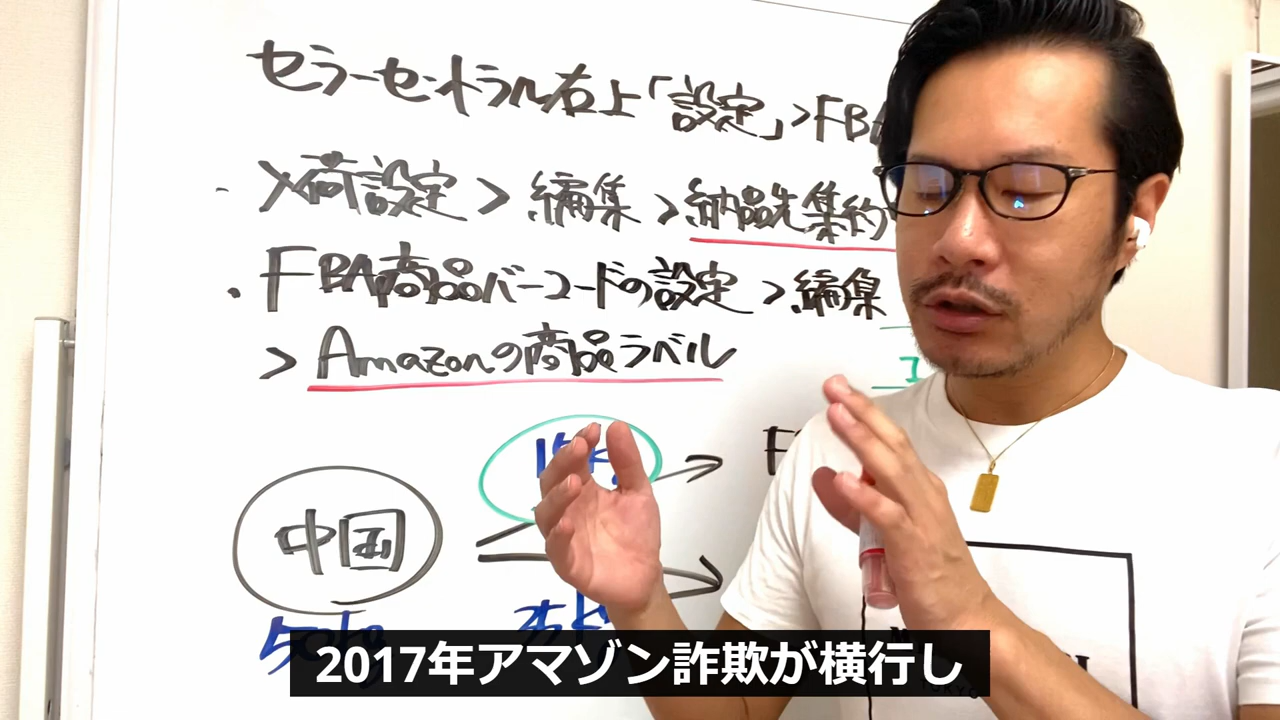 セラーセントラル右上「設定」>FBA
入荷設定 > 編集 > 納品先集約
・FBA商品バーコードの設定 > 編集
> Amazonの商品ラベル
中国
50kg
2017年アマゾン詐欺が横行し